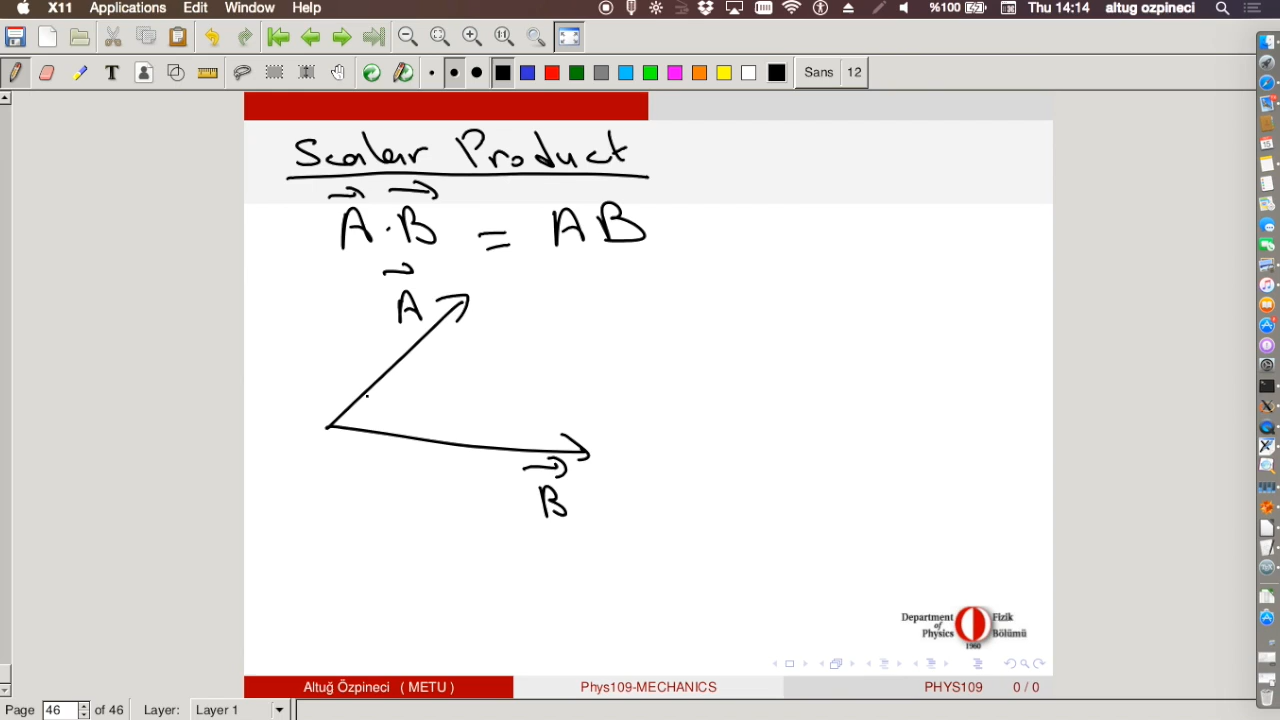 X11 Applications Edit Window Help %100 Thu 14:14 altug ozpineci
Sans 12
Scalar Product
A⃗ · B⃗ = AB
A⃗
B⃗
Department of Physics 1960 Fizik Bölümü
Altuğ Özpineci ( METU ) Phys109-MECHANICS PHYS109 0 / 0
Page 46 of 46 Layer: Layer 1